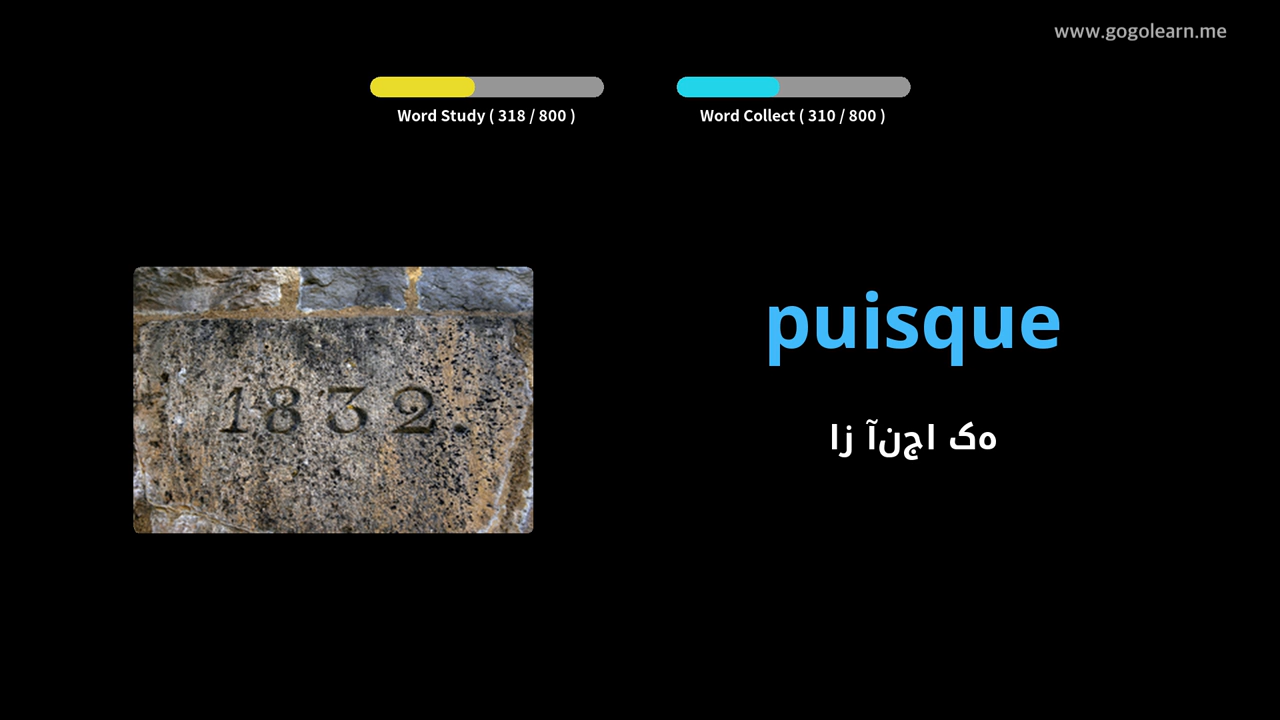 www.gogolearn.me
Word Study ( 318 / 800 )
Word Collect ( 310 / 800 )
1832.
puisque
از آنجا که